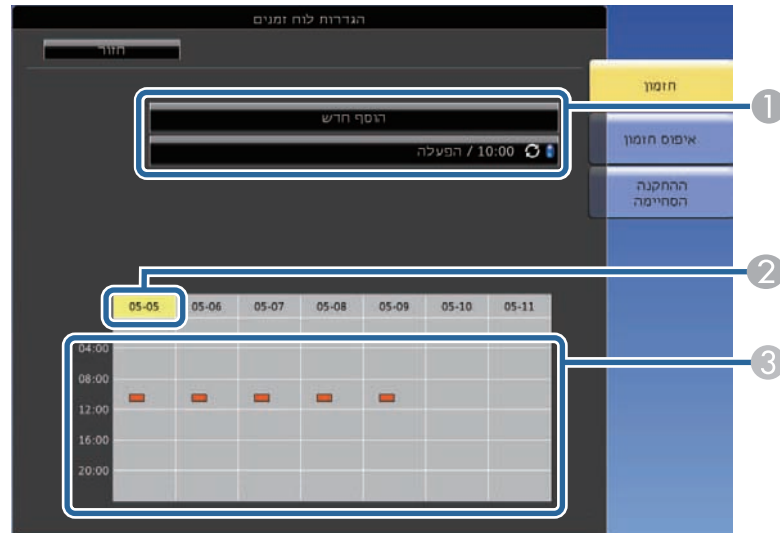 הגדרות לוח זמנים
חזור
חזמון
איפוס חזמון
ההתקנה
הסתיימה
הוסף חדש
10:00 / הפעלה
1
2
3
05-05 05-06 05-07 05-08 05-09 05-10 05-11
04:00
08:00
12:00
16:00
20:00